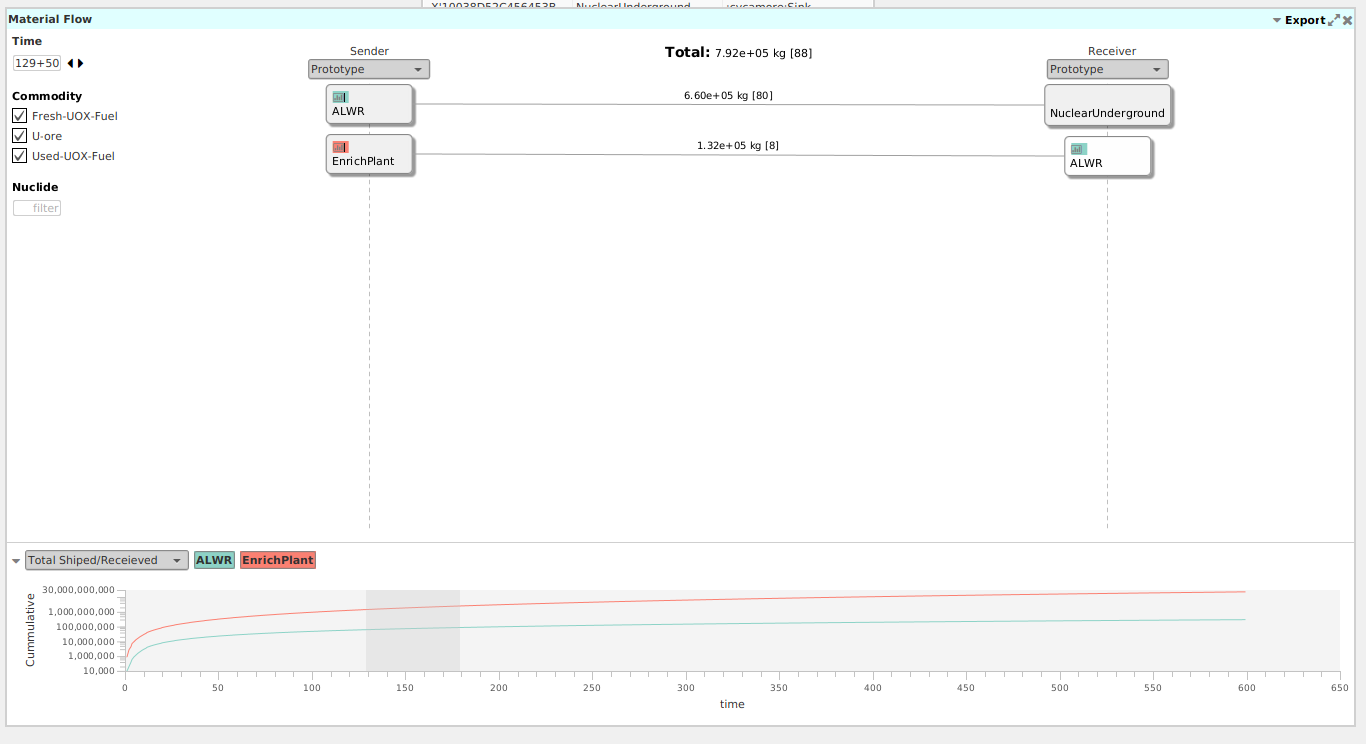 X'10038D52C456453B NuclearUnderground :cycamore:Sink
Material Flow Export
Time
129+50
Commodity
Fresh-UOX-Fuel
U-ore
Used-UOX-Fuel
Nuclide
filter
Sender
Prototype
Total: 7.92e+05 kg [88]
Receiver
Prototype
ALWR
6.60e+05 kg [80]
NuclearUnderground
EnrichPlant
1.32e+05 kg [8]
ALWR
Total Shiped/Receieved ALWR EnrichPlant
Cummulative
30,000,000,000
1,000,000,000
100,000,000
10,000,000
1,000,000
10,000
0 50 100 150 200 250 300 350 400 450 500 550 600 650
time